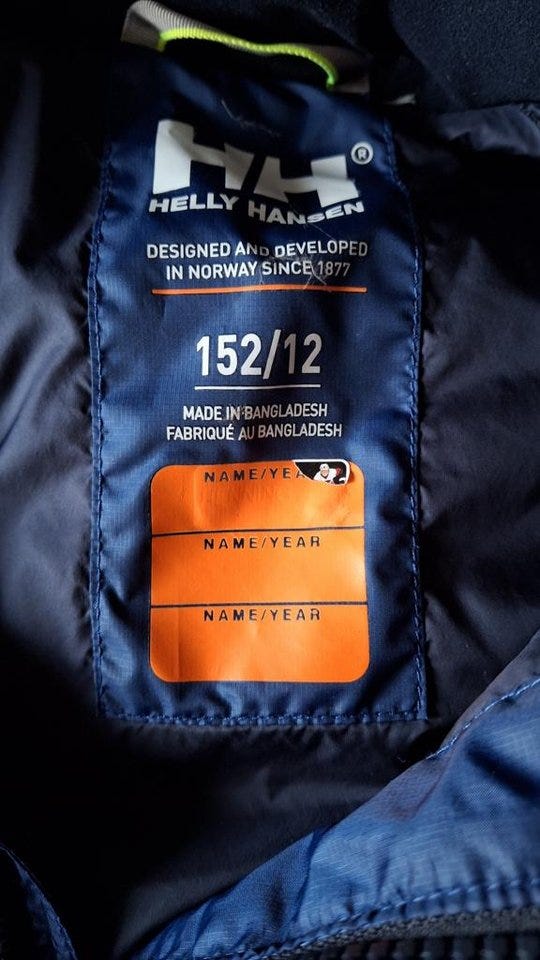 HH®
HELLY HANSEN
DESIGNED AND DEVELOPED
IN NORWAY SINCE 1877
152/12
MADE IN BANGLADESH
FABRIQUÉ AU BANGLADESH
NAME/YEA
NAME/YEAR
NAME/YEAR